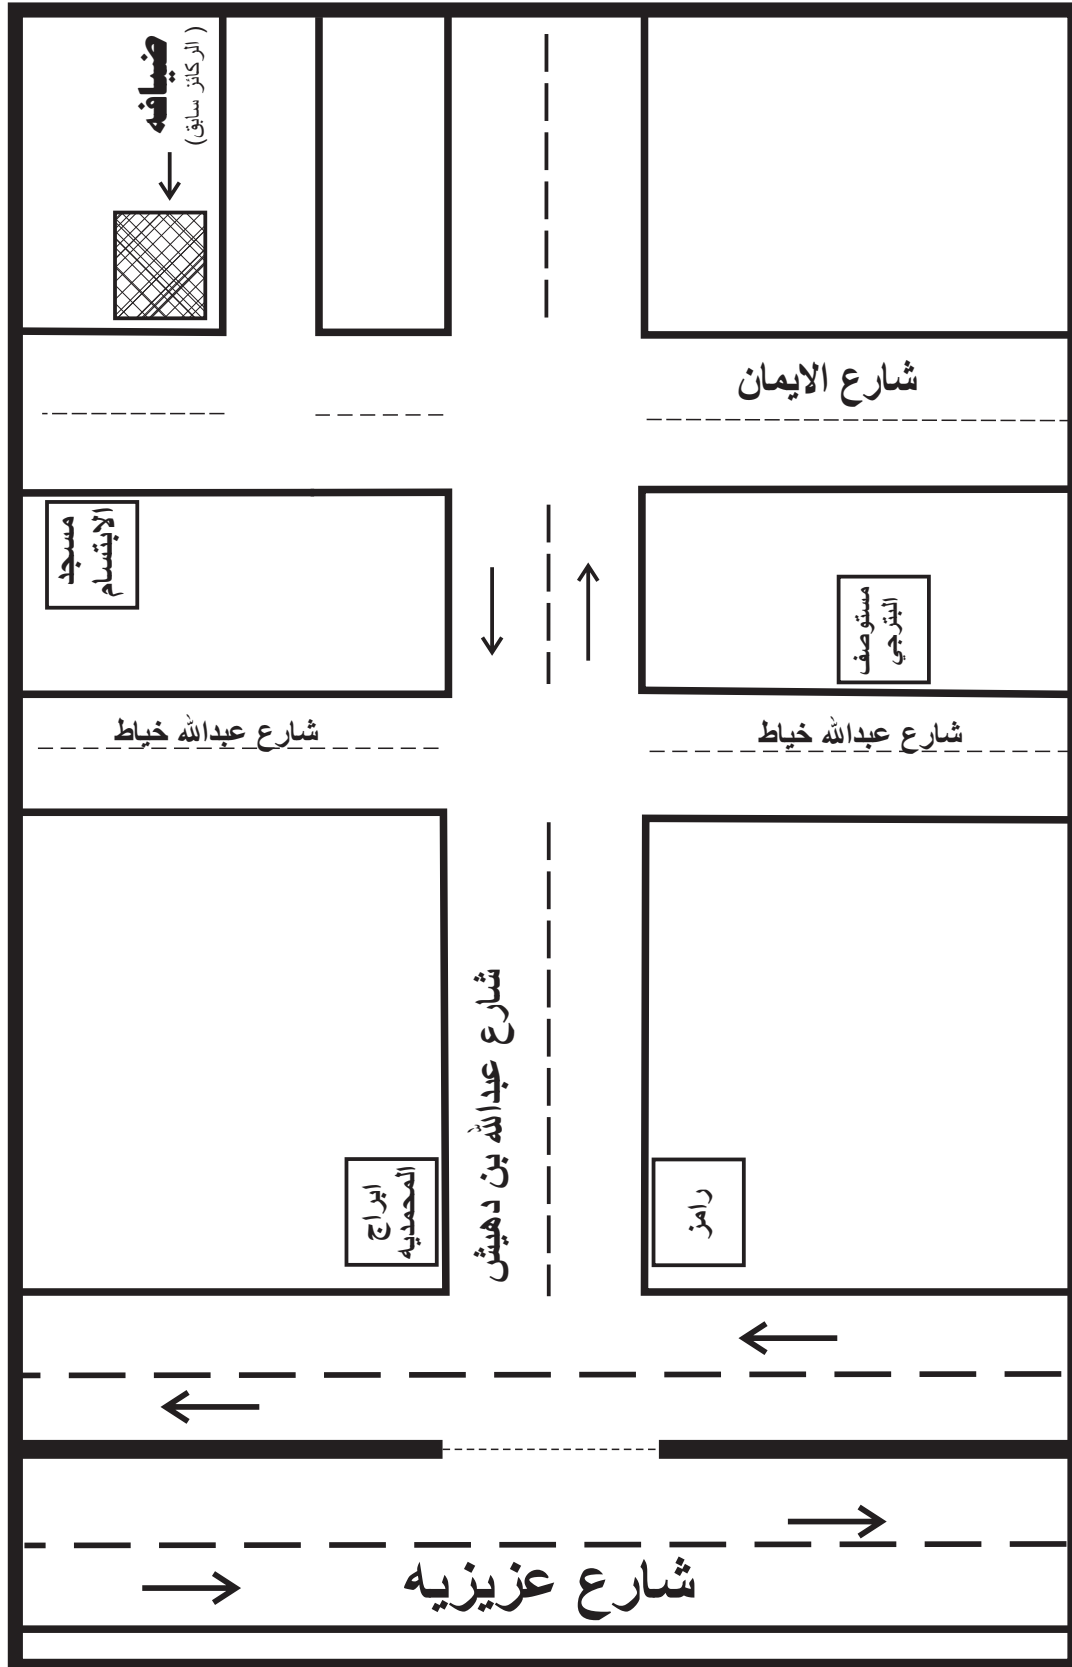 ضيافه
( الركائز سابق)
شارع الايمان
مسجد
الابتسام
مستوصف
البترجي
شارع عبدالله خياط
شارع عبدالله خياط
شارع عبدالله بن دهيش
ابراج
المحمديه
رامز
شارع عزيزيه